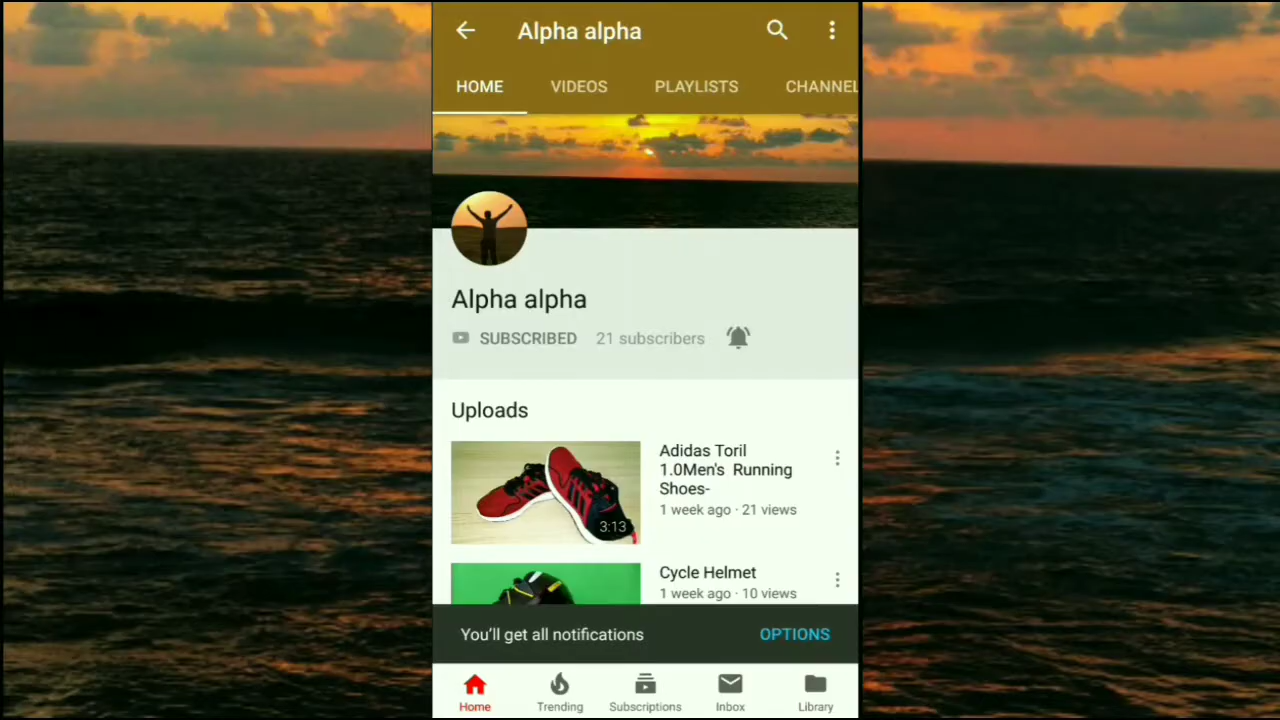 Alpha alpha
HOME VIDEOS PLAYLISTS CHANNEL
Alpha alpha
SUBSCRIBED 21 subscribers
Uploads
Adidas Toril
1.0Men's Running
Shoes-
1 week ago · 21 views
3:13
Cycle Helmet
1 week ago · 10 views
You'll get all notifications OPTIONS
Home Trending Subscriptions Inbox Library